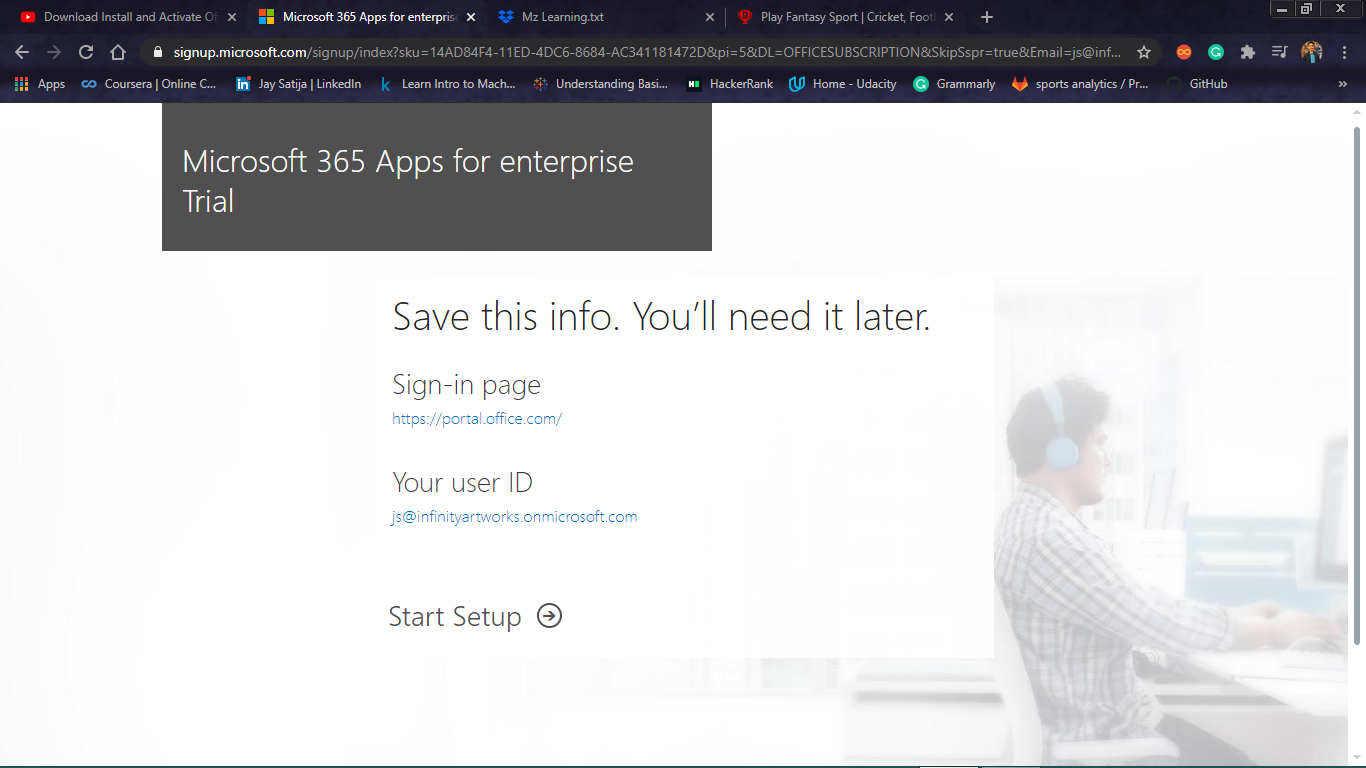 Download Install and Activate Of
Microsoft 365 Apps for enterpris
Mz Learning.txt
Play Fantasy Sport | Cricket, Footl
signup.microsoft.com/signup/index?sku=14AD84F4-11ED-4DC6-8684-AC341181472D&pi=5&DL=OFFICESUBSCRIPTION&SkipSspr=true&Email=js@inf...
Apps
Coursera | Online C...
Jay Satija | LinkedIn
Learn Intro to Mach...
Understanding Basi...
HackerRank
Home - Udacity
Grammarly
sports analytics / Pr...
GitHub
Microsoft 365 Apps for enterprise
Trial
Save this info. You'll need it later.
Sign-in page
https://portal.office.com/
Your user ID
js@infinityartworks.onmicrosoft.com
Start Setup